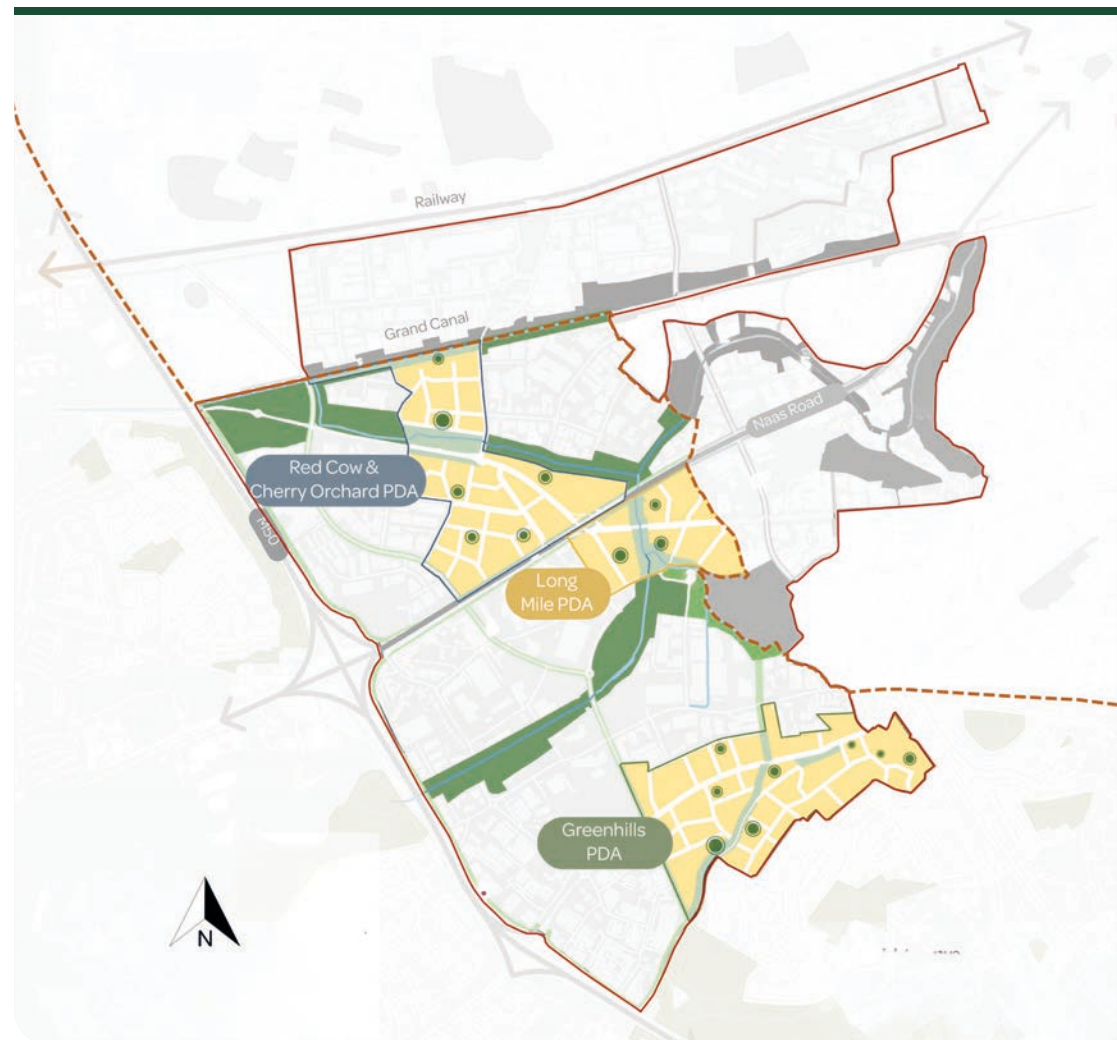 Railway
Grand Canal
Naas Road
Red Cow &
Cherry Orchard PDA
M50
Long
Mile PDA
Greenhills
PDA
N